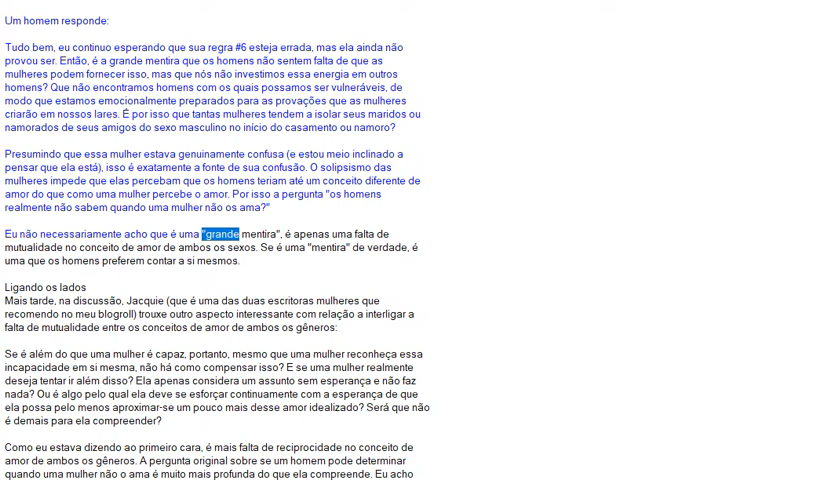 Um homem responde:
Tudo bem, eu continuo esperando que sua regra #6 esteja errada, mas ela ainda não
provou ser. Então, é a grande mentira que os homens não sentem falta de que as
mulheres podem fornecer isso, mas que nós não investimos essa energia em outros
homens? Que não encontramos homens com os quais possamos ser vulneráveis, de
modo que estamos emocionalmente preparados para as provações que as mulheres
criarão em nossos lares. É por isso que tantas mulheres tendem a isolar seus maridos ou
namorados de seus amigos do sexo masculino no início do casamento ou namoro?
Presumindo que essa mulher estava genuinamente confusa (e estou meio inclinado a
pensar que ela está), isso é exatamente a fonte de sua confusão. O solipsismo das
mulheres impede que elas percebam que os homens teriam até um conceito diferente de
amor do que como uma mulher percebe o amor. Por isso a pergunta "os homens
realmente não sabem quando uma mulher não os ama?"
Eu não necessariamente acho que é uma "grande mentira", é apenas uma falta de
mutualidade no conceito de amor de ambos os sexos. Se é uma "mentira" de verdade, é
uma que os homens preferem contar a si mesmos.
Ligando os lados
Mais tarde, na discussão, Jacquie (que é uma das duas escritoras mulheres que
recomendo no meu blogroll) trouxe outro aspecto interessante com relação a interligar a
falta de mutualidade entre os conceitos de amor de ambos os gêneros:
Se é além do que uma mulher é capaz, portanto, mesmo que uma mulher reconheça essa
incapacidade em si mesma, não há como compensar isso? E se uma mulher realmente
deseja tentar ir além disso? Ela apenas considera um assunto sem esperança e não faz
nada? Ou é algo pelo qual ela deve se esforçar continuamente com a esperança de que
ela possa pelo menos aproximar-se um pouco mais desse amor idealizado? Será que não
é demais para ela compreender?
Como eu estava dizendo ao primeiro cara, é mais falta de reciprocidade no conceito de
amor de ambos os gêneros. A pergunta original sobre se um homem pode determinar
quando uma mulher não o ama é muito mais profunda do que ela compreende. Eu acho